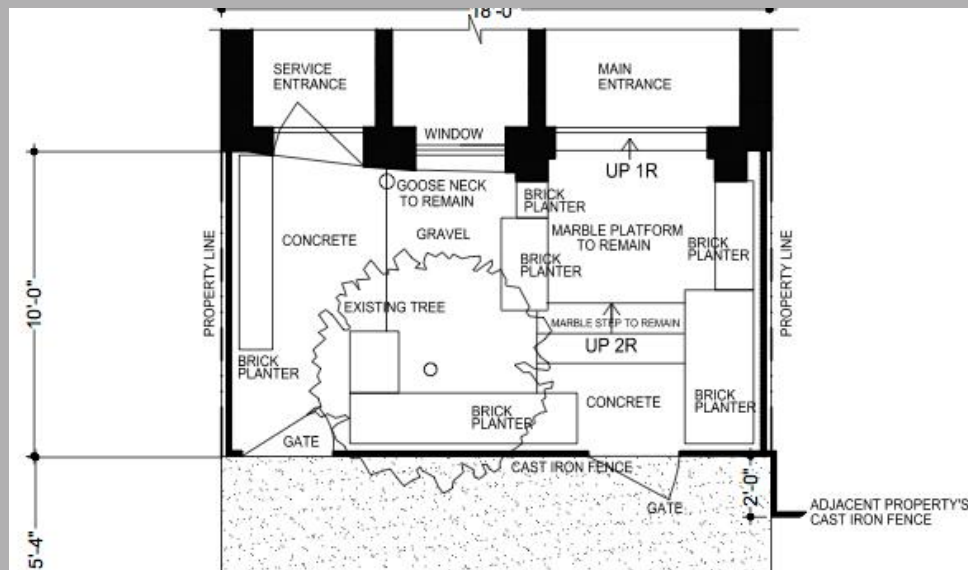 18'-0"
SERVICE
ENTRANCE
MAIN
ENTRANCE
WINDOW
UP 1R
GOOSE NECK
TO REMAIN
BRICK
PLANTER
CONCRETE
GRAVEL
MARBLE PLATFORM
TO REMAIN
BRICK
PLANTER
BRICK
PLANTER
PROPERTY LINE
PROPERTY LINE
10'-0"
EXISTING TREE
MARBLE STEP TO REMAIN
UP 2R
BRICK
PLANTER
BRICK
PLANTER
CONCRETE
BRICK
PLANTER
GATE
CAST IRON FENCE
GATE
2'-0"
ADJACENT PROPERTY'S
CAST IRON FENCE
5'-4"